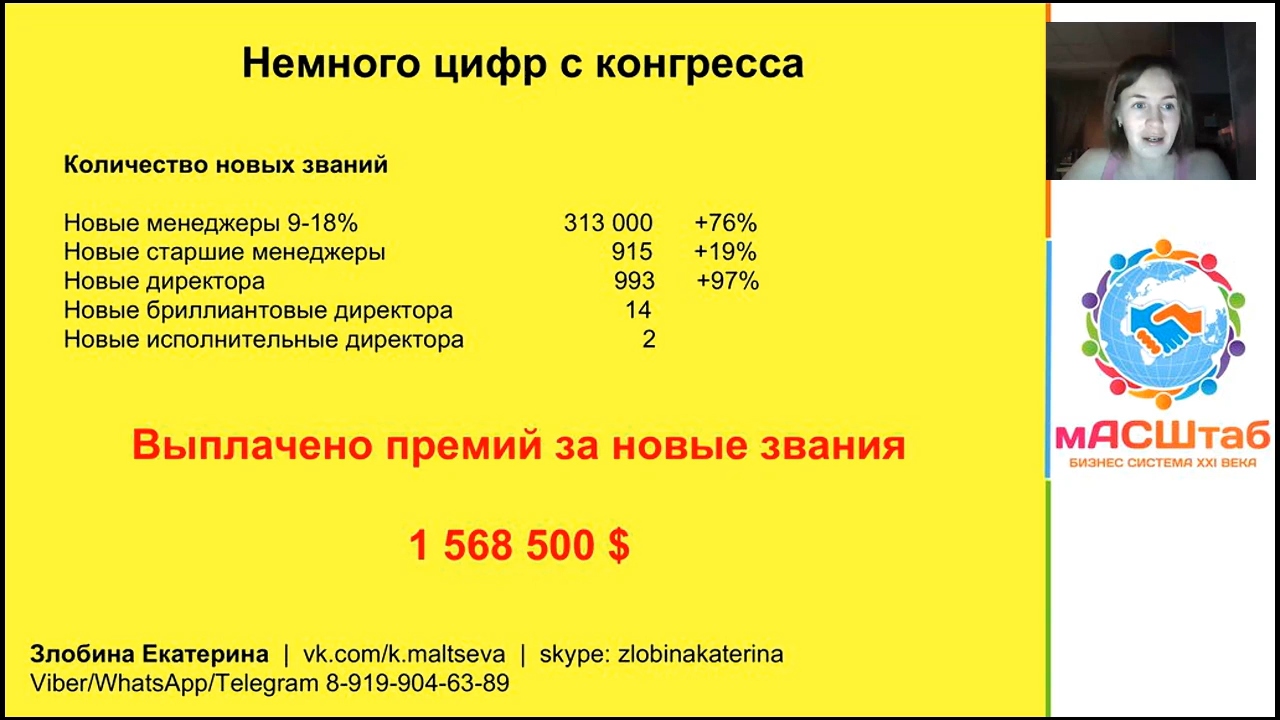 Немного цифр с конгресса
Количество новых званий
Новые менеджеры 9-18% 313 000 +76%
Новые старшие менеджеры 915 +19%
Новые директора 993 +97%
Новые бриллиантовые директора 14
Новые исполнительные директора 2
Выплачено премий за новые звания
1 568 500 $
Злобина Екатерина | vk.com/k.maltseva | skype: zlobinakaterina
Viber/WhatsApp/Telegram 8-919-904-63-89
мАСШтаб
БИЗНЕС СИСТЕМА XXI ВЕКА